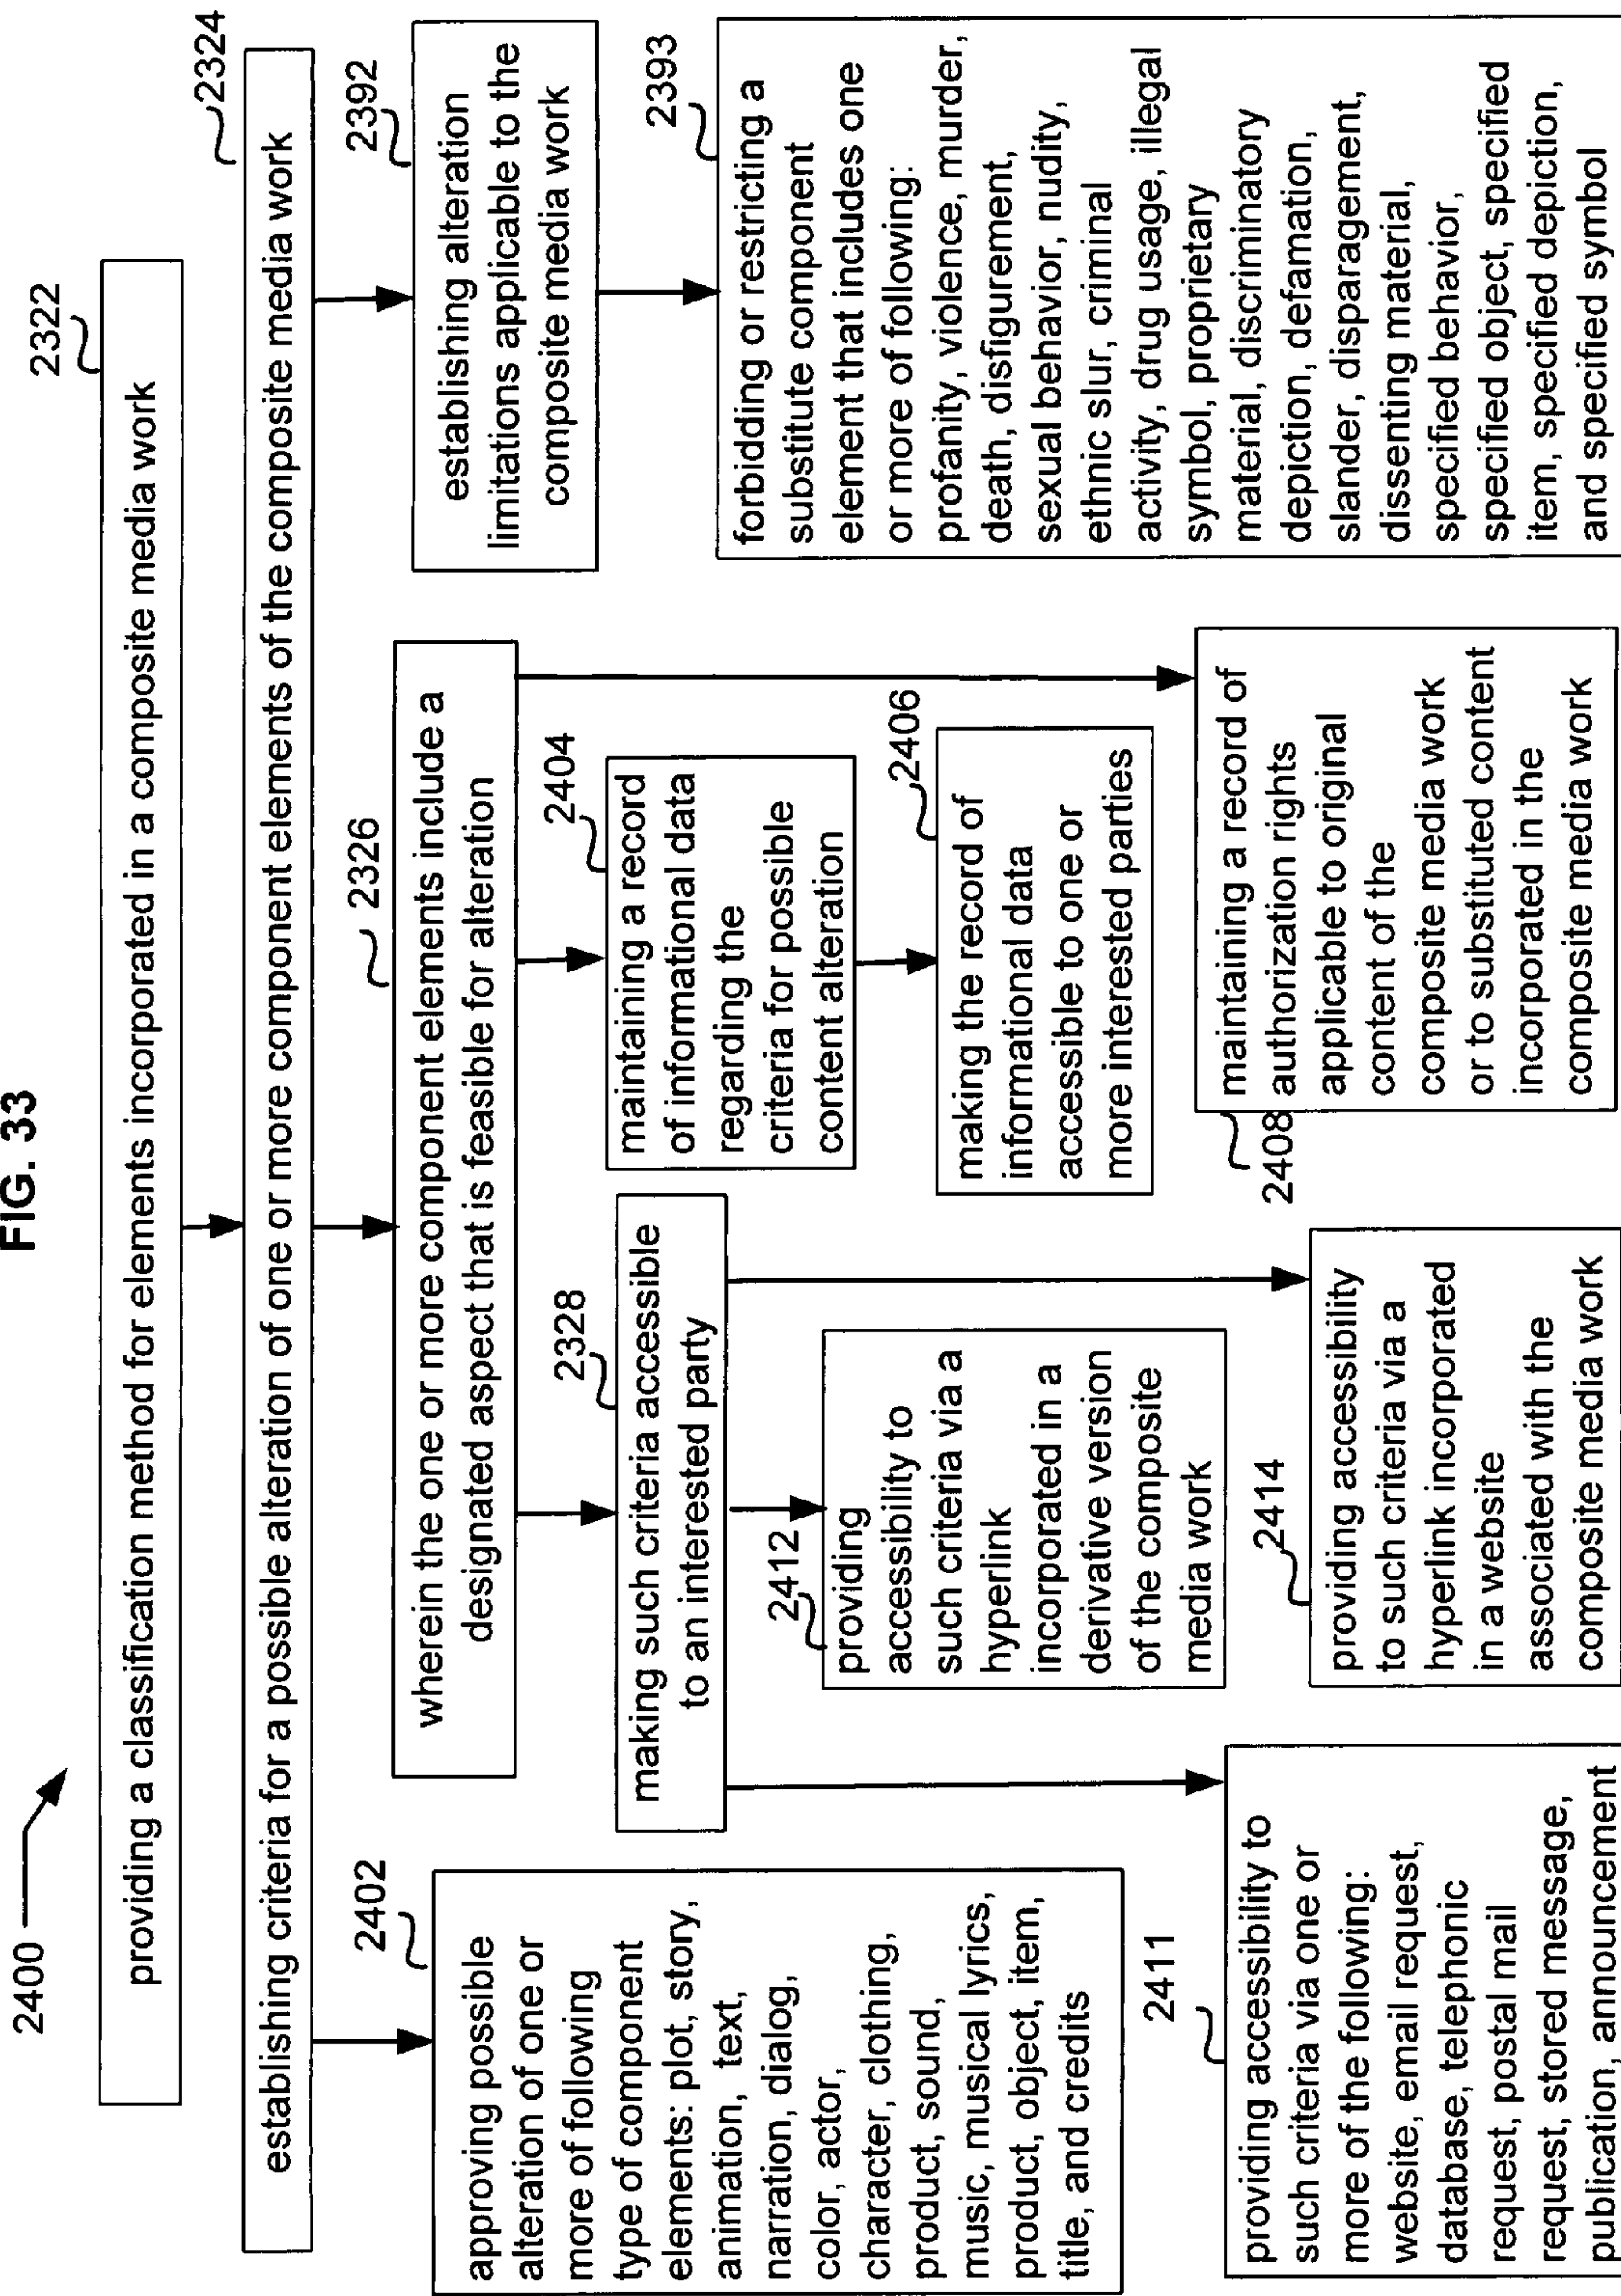 FIG. 33
2400
2322
providing a classification method for elements incorporated in a composite media work
2324
establishing criteria for a possible alteration of one or more component elements of the composite media work
2402
approving possible
alteration of one or
more of following
type of component
elements: plot, story,
animation, text,
narration, dialog,
color, actor,
character, clothing,
product, sound,
music, musical lyrics,
product, object, item,
title, and credits
2326
wherein the one or more component elements include a
designated aspect that is feasible for alteration
2392
establishing alteration
limitations applicable to the
composite media work
2393
forbidding or restricting a
substitute component
element that includes one
or more of following:
profanity, violence, murder,
death, disfigurement,
sexual behavior, nudity,
ethnic slur, criminal
activity, drug usage, illegal
symbol, proprietary
material, discriminatory
depiction, defamation,
slander, disparagement,
dissenting material,
specified behavior,
specified object, specified
item, specified depiction,
and specified symbol
2328
making such criteria accessible
to an interested party
2404
maintaining a record
of informational data
regarding the
criteria for possible
content alteration
2406
making the record of
informational data
accessible to one or
more interested parties
2408
maintaining a record of
authorization rights
applicable to original
content of the
composite media work
or to substituted content
incorporated in the
composite media work
2412
providing
accessibility to
such criteria via a
hyperlink
incorporated in a
derivative version
of the composite
media work
2411
providing accessibility to
such criteria via one or
more of the following:
website, email request,
database, telephonic
request, postal mail
request, stored message,
publication, announcement
2414
providing accessibility
to such criteria via a
hyperlink incorporated
in a website
associated with the
composite media work